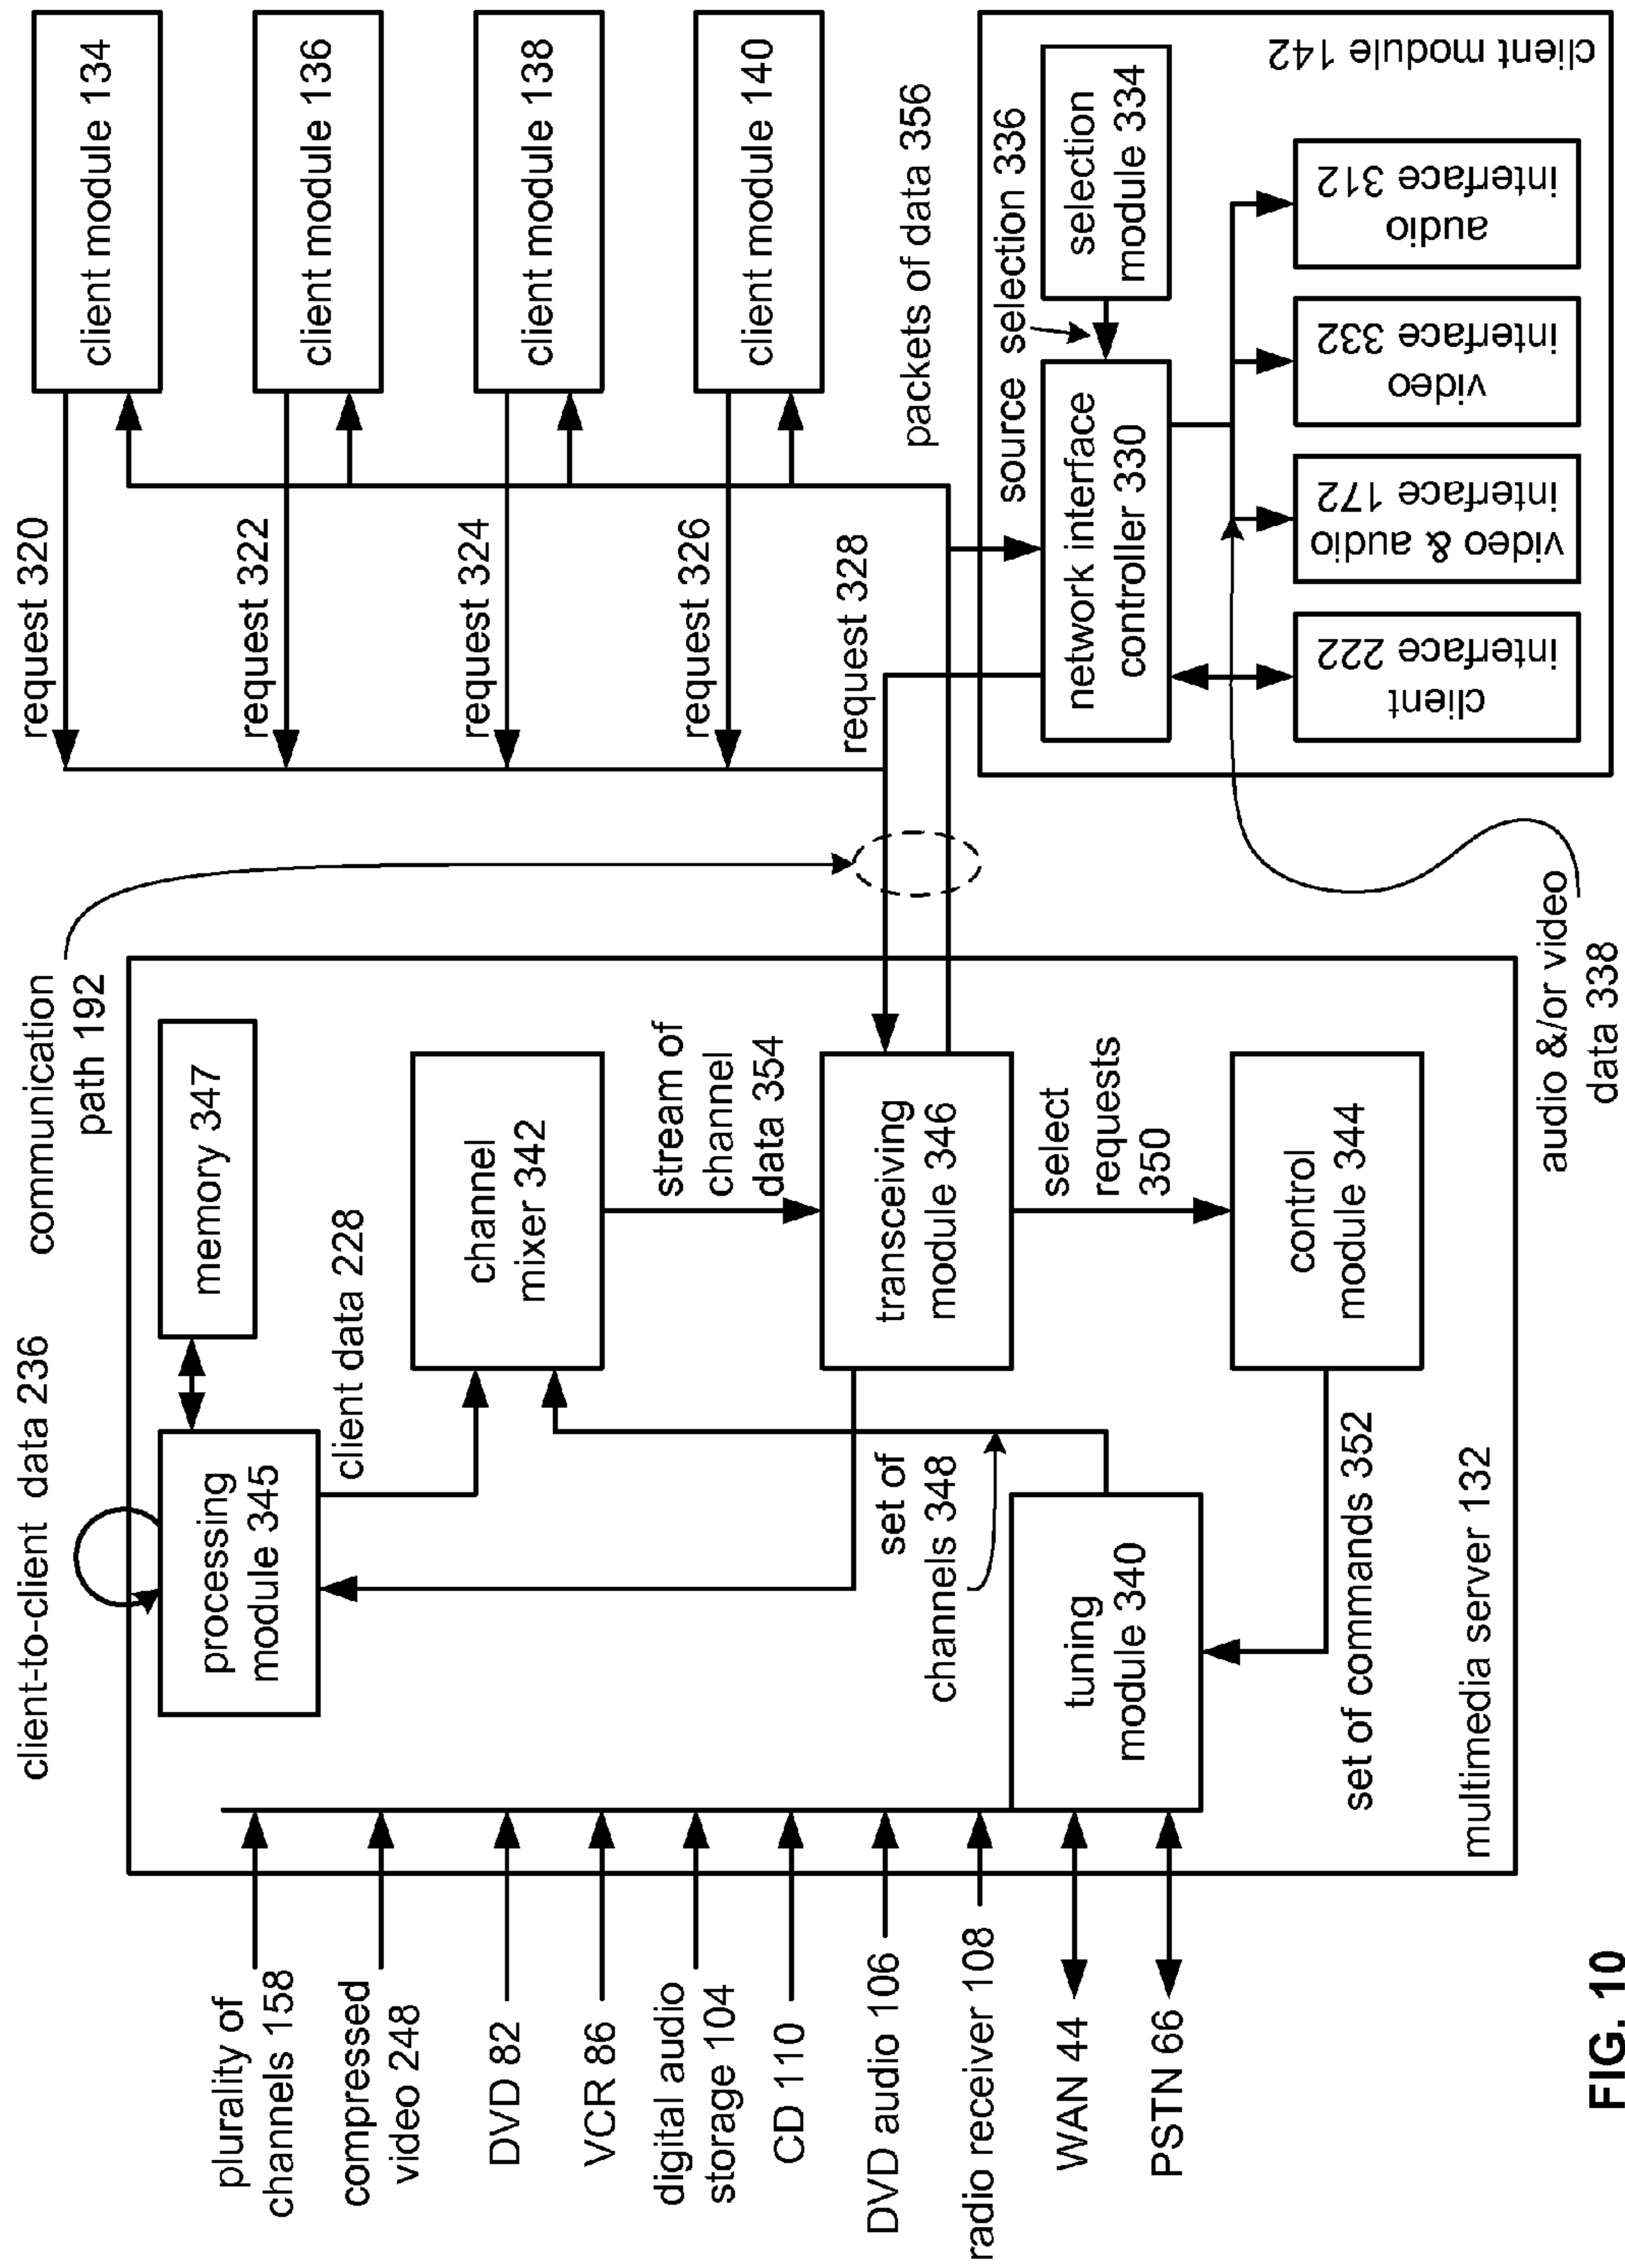 client-to-client data 236
communication
path 192
processing
module 345
memory 347
client data 228
channel
mixer 342
stream of
channel
data 354
transceiving
module 346
set of
channels 348
select
requests
350
tuning
module 340
control
module 344
set of commands 352
multimedia server 132
plurality of
channels 158
compressed
video 248
DVD 82
VCR 86
digital audio
storage 104
CD 110
DVD audio 106
radio receiver 108
WAN 44
PSTN 66
request 320
client module 134
request 322
client module 136
request 324
client module 138
request 326
client module 140
request 328
packets of data 356
source selection 336
network interface
controller 330
selection
module 334
client
interface 222
video & audio
interface 172
video
interface 332
audio
interface 312
client module 142
audio &/or video
data 338
FIG. 10